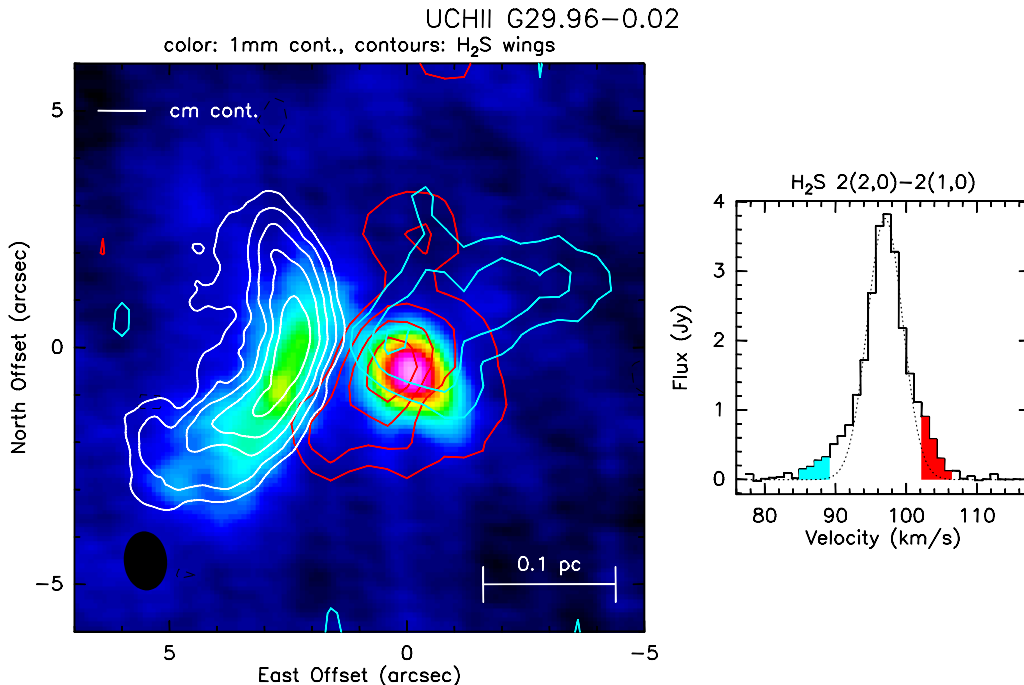 UCHII G29.96−0.02
color: 1mm cont., contours: H₂S wings
cm cont.
5
0
−5
North Offset (arcsec)
0.1 pc
5 0 −5
East Offset (arcsec)
H₂S 2(2,0)−2(1,0)
4
3
2
1
0
Flux (Jy)
80 90 100 110
Velocity (km/s)